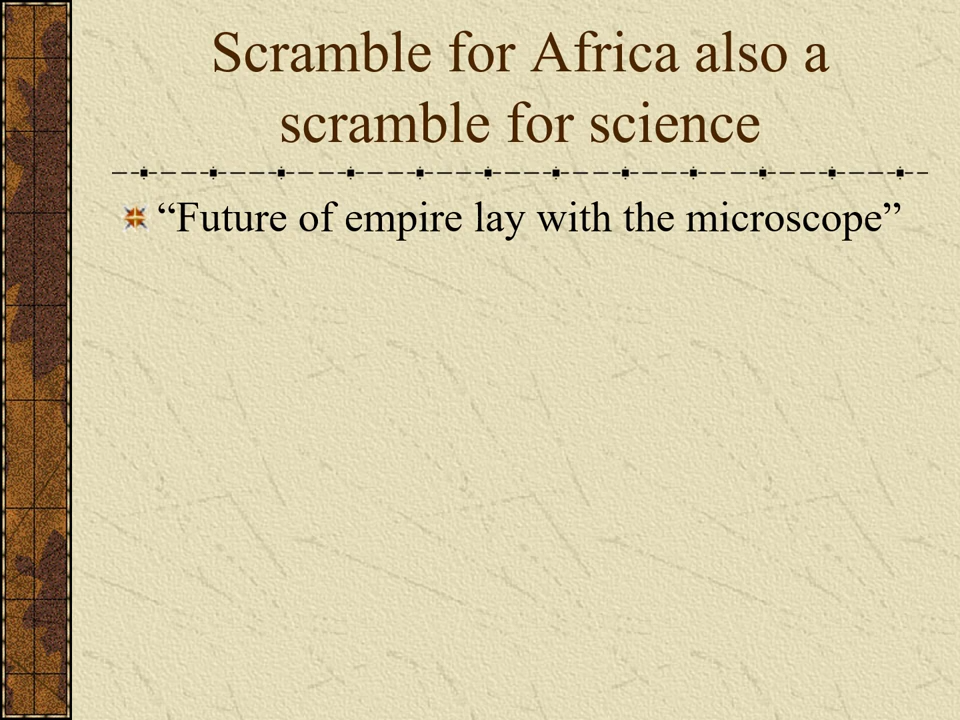 Scramble for Africa also a
scramble for science
“Future of empire lay with the microscope”